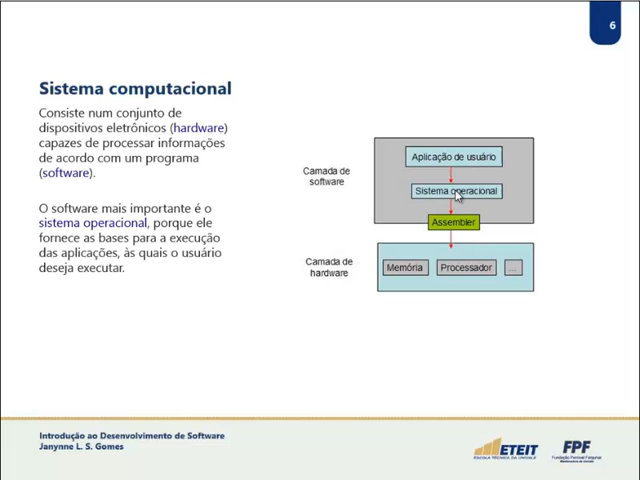 6
Sistema computacional
Consiste num conjunto de
dispositivos eletrônicos (hardware)
capazes de processar informações
de acordo com um programa
(software).
O software mais importante é o
sistema operacional, porque ele
fornece as bases para a execução
das aplicações, às quais o usuário
deseja executar.
Camada de
software
Aplicação de usuário
Sistema operacional
Assembler
Camada de
hardware
Memória
Processador
...
Introdução ao Desenvolvimento de Software
Janynne L. S. Gomes
ETEIT
FPF